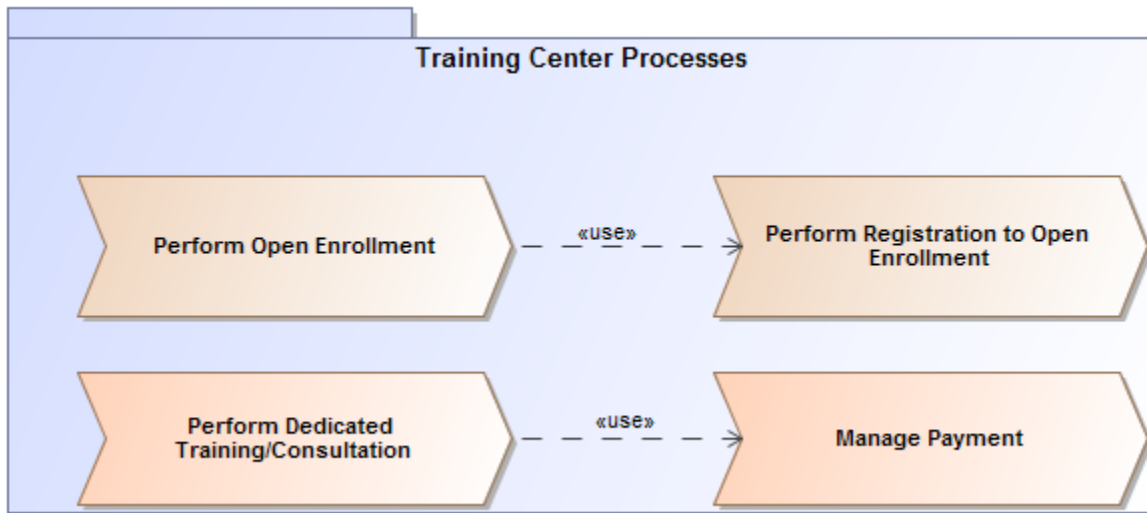 Training Center Processes
Perform Open Enrollment
«use»
Perform Registration to Open
Enrollment
Perform Dedicated
Training/Consultation
«use»
Manage Payment